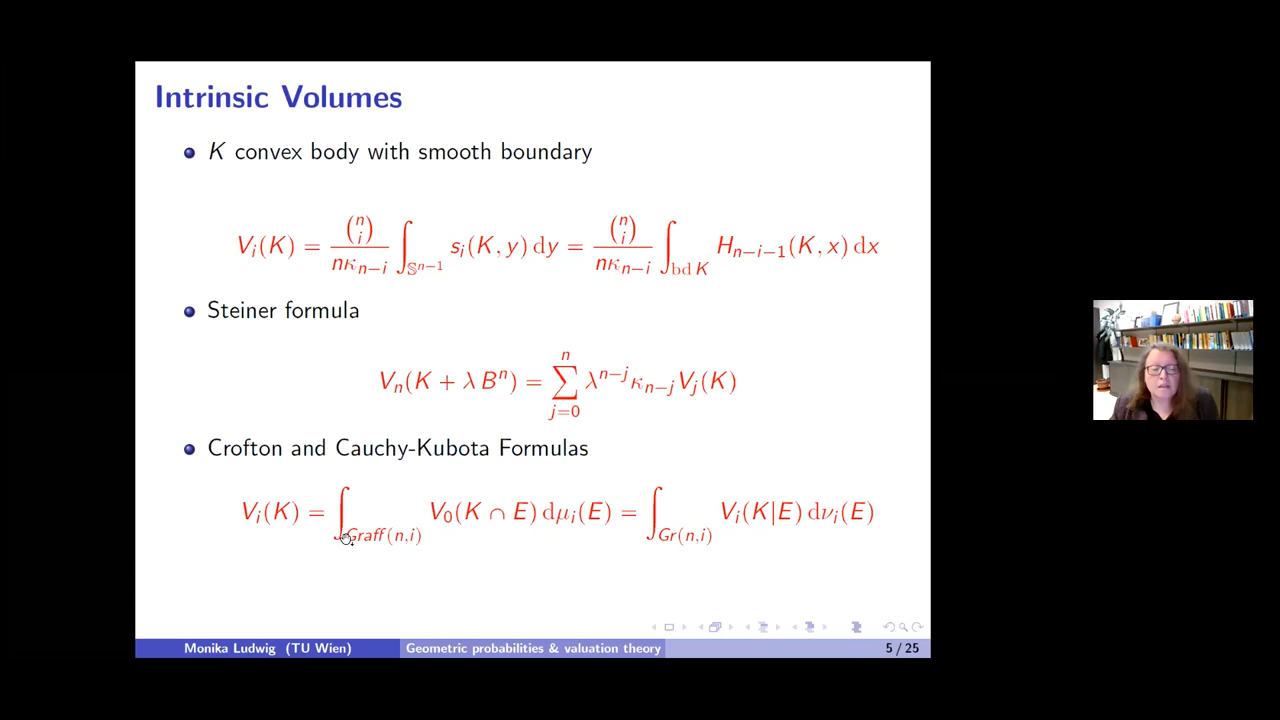 Intrinsic Volumes
K convex body with smooth boundary
V_i(K) = \frac{\binom{n}{i}}{nκ_{n−i}} ∫_{𝕊^{n−1}} s_i(K, y) dy = \frac{\binom{n}{i}}{nκ_{n−i}} ∫_{bd K} H_{n−i−1}(K, x) dx
Steiner formula
V_n(K + λ B^n) = ∑_{j=0}^{n} λ^{n−j} κ_{n−j} V_j(K)
Crofton and Cauchy-Kubota Formulas
V_i(K) = ∫_{Graff(n,i)} V_0(K ∩ E) dμ_i(E) = ∫_{Gr(n,i)} V_i(K|E) dν_i(E)
Monika Ludwig (TU Wien) Geometric probabilities & valuation theory 5 / 25